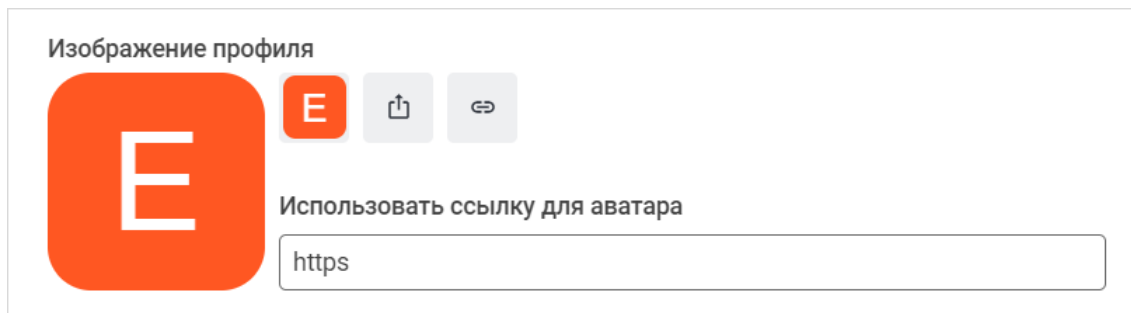 Изображение профиля
E
E
Использовать ссылку для аватара
https